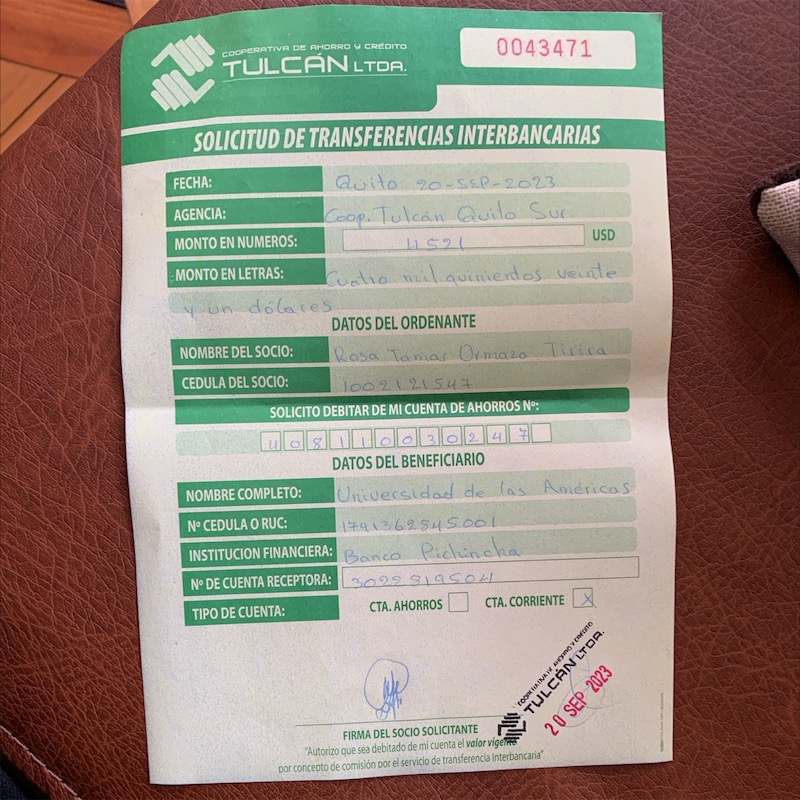 COOPERATIVA DE AHORRO Y CRÉDITO
TULCÁN LTDA.
0043471
SOLICITUD DE TRANSFERENCIAS INTERBANCARIAS
FECHA: Quito 20-SEP-2023
AGENCIA: Coop. Tulcán Quito Sur.
MONTO EN NUMEROS: 4521 USD
MONTO EN LETRAS: Cuatro mil quinientos veinte
y un dólares
DATOS DEL ORDENANTE
NOMBRE DEL SOCIO: Rosa Tamar Ormaza Tirira
CEDULA DEL SOCIO: 1002121547
SOLICITO DEBITAR DE MI CUENTA DE AHORROS Nº:
408110030247
DATOS DEL BENEFICIARIO
NOMBRE COMPLETO: Universidad de las Américas
Nº CEDULA O RUC: 1791362845001
INSTITUCION FINANCIERA: Banco Pichincha
Nº DE CUENTA RECEPTORA: 3022819504
TIPO DE CUENTA: CTA. AHORROS CTA. CORRIENTE X
COOPERATIVA DE AHORRO Y CRÉDITO
TULCÁN LTDA.
20 SEP 2023
FIRMA DEL SOCIO SOLICITANTE
"Autorizo que sea debitado de mi cuenta el valor vigente
por concepto de comisión por el servicio de transferencia Interbancaria"